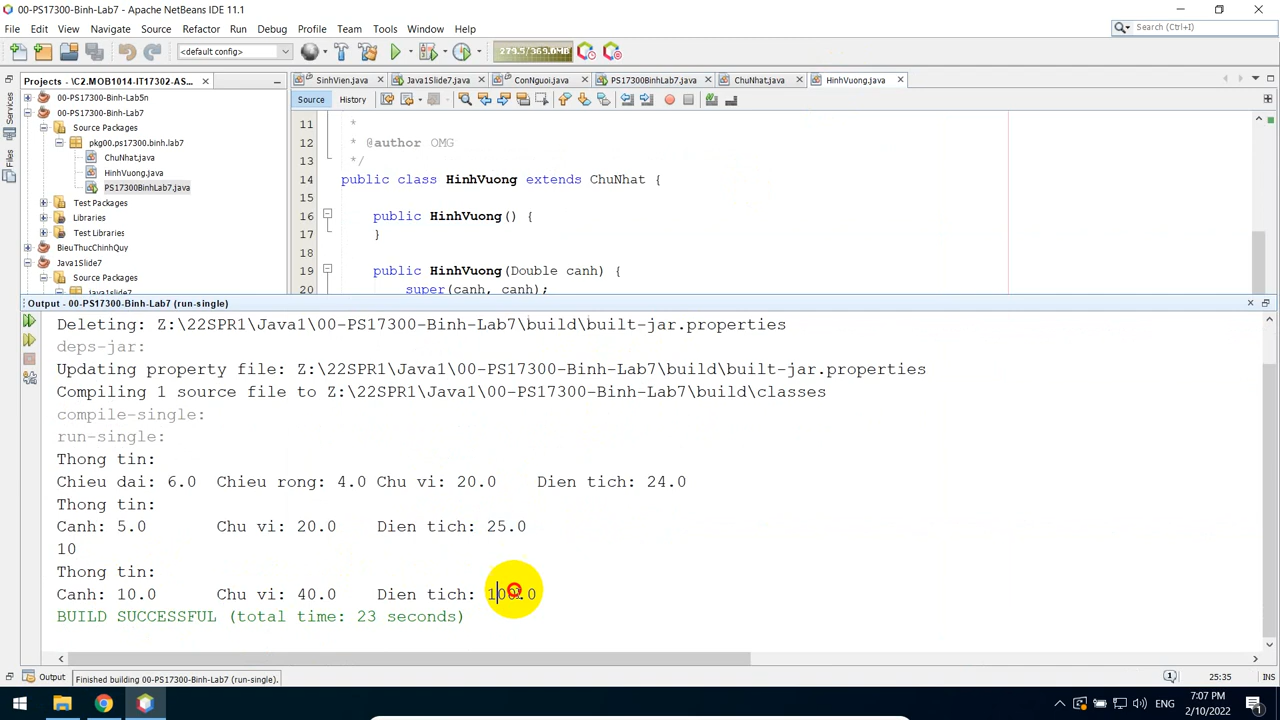 00-PS17300-Binh-Lab7 - Apache NetBeans IDE 11.1
File Edit View Navigate Source Refactor Run Debug Profile Team Tools Window Help
Search (Ctrl+I)
<default config>
279.5/369.0MB
Projects - \C2.MOB1014-IT17302-AS...
SinhVien.java Java1Slide7.java ConNguoi.java PS17300BinhLab7.java ChuNhat.java HinhVuong.java
Source History
Services
Files
00-PS17300-Binh-Lab5n
00-PS17300-Binh-Lab7
Source Packages
pkg00.ps17300.binh.lab7
ChuNhat.java
HinhVuong.java
PS17300BinhLab7.java
Test Packages
Libraries
Test Libraries
BieuThucChinhQuy
Java1Slide7
Source Packages
java1slide7
11 *
12 * @author OMG
13 */
14 public class HinhVuong extends ChuNhat {
15
16 public HinhVuong() {
17 }
18
19 public HinhVuong(Double canh) {
20 super(canh, canh);
Output - 00-PS17300-Binh-Lab7 (run-single)
Deleting: Z:\22SPR1\Java1\00-PS17300-Binh-Lab7\build\built-jar.properties
deps-jar:
Updating property file: Z:\22SPR1\Java1\00-PS17300-Binh-Lab7\build\built-jar.properties
Compiling 1 source file to Z:\22SPR1\Java1\00-PS17300-Binh-Lab7\build\classes
compile-single:
run-single:
Thong tin:
Chieu dai: 6.0 Chieu rong: 4.0 Chu vi: 20.0 Dien tich: 24.0
Thong tin:
Canh: 5.0 Chu vi: 20.0 Dien tich: 25.0
10
Thong tin:
Canh: 10.0 Chu vi: 40.0 Dien tich: 100.0
BUILD SUCCESSFUL (total time: 23 seconds)
Output
Finished building 00-PS17300-Binh-Lab7 (run-single).
1
25:35
INS
ENG
7:07 PM
2/10/2022
1